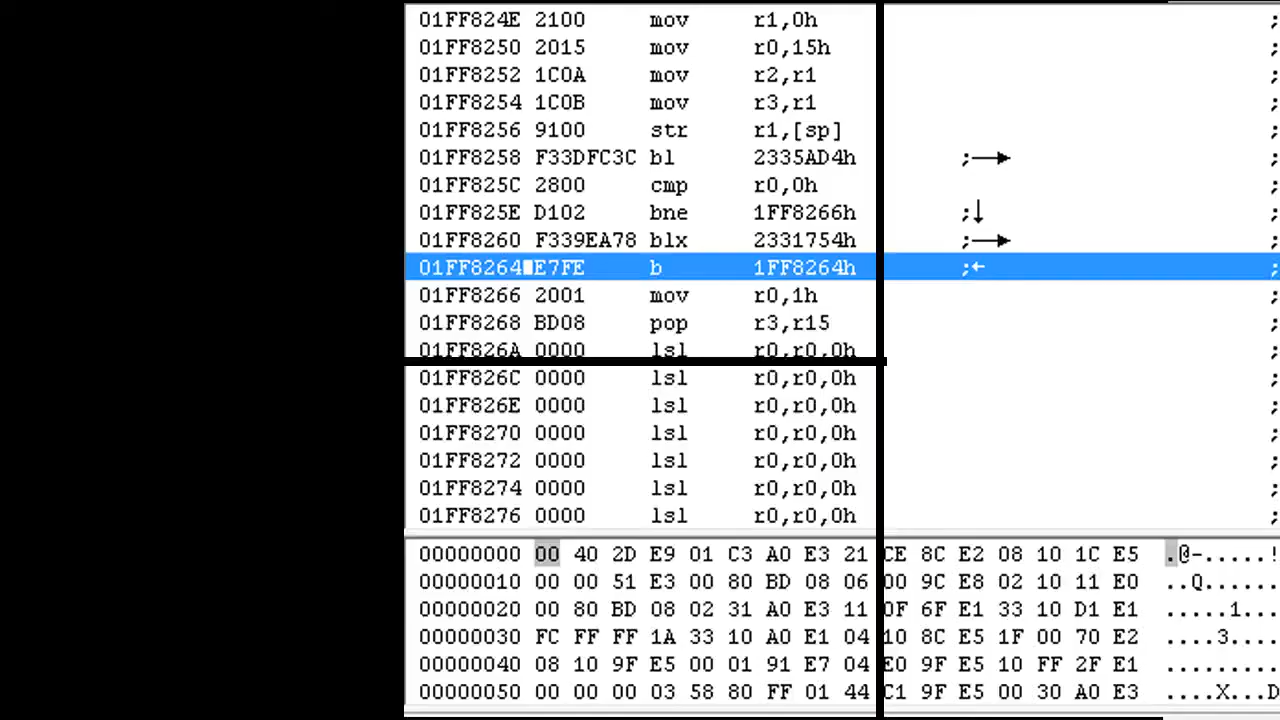 01FF824E 2100 mov r1,0h ;
01FF8250 2015 mov r0,15h ;
01FF8252 1C0A mov r2,r1 ;
01FF8254 1C0B mov r3,r1 ;
01FF8256 9100 str r1,[sp] ;
01FF8258 F33DFC3C bl 2335AD4h ;→ ;
01FF825C 2800 cmp r0,0h ;
01FF825E D102 bne 1FF8266h ;↓ ;
01FF8260 F339EA78 blx 2331754h ;→ ;
01FF8264 E7FE b 1FF8264h ;← ;
01FF8266 2001 mov r0,1h ;
01FF8268 BD08 pop r3,r15 ;
01FF826A 0000 lsl r0,r0,0h ;
01FF826C 0000 lsl r0,r0,0h ;
01FF826E 0000 lsl r0,r0,0h ;
01FF8270 0000 lsl r0,r0,0h ;
01FF8272 0000 lsl r0,r0,0h ;
01FF8274 0000 lsl r0,r0,0h ;
01FF8276 0000 lsl r0,r0,0h ;
00000000 00 40 2D E9 01 C3 A0 E3 21 CE 8C E2 08 10 1C E5 .@-.....!
00000010 00 00 51 E3 00 80 BD 08 06 00 9C E8 02 10 11 E0 ..Q......
00000020 00 80 BD 08 02 31 A0 E3 11 0F 6F E1 33 10 D1 E1 .....1...
00000030 FC FF FF 1A 33 10 A0 E1 04 10 8C E5 1F 00 70 E2 ....3....
00000040 08 10 9F E5 00 01 91 E7 04 E0 9F E5 10 FF 2F E1 .........
00000050 00 00 00 03 58 80 FF 01 44 C1 9F E5 00 30 A0 E3 ....X...D